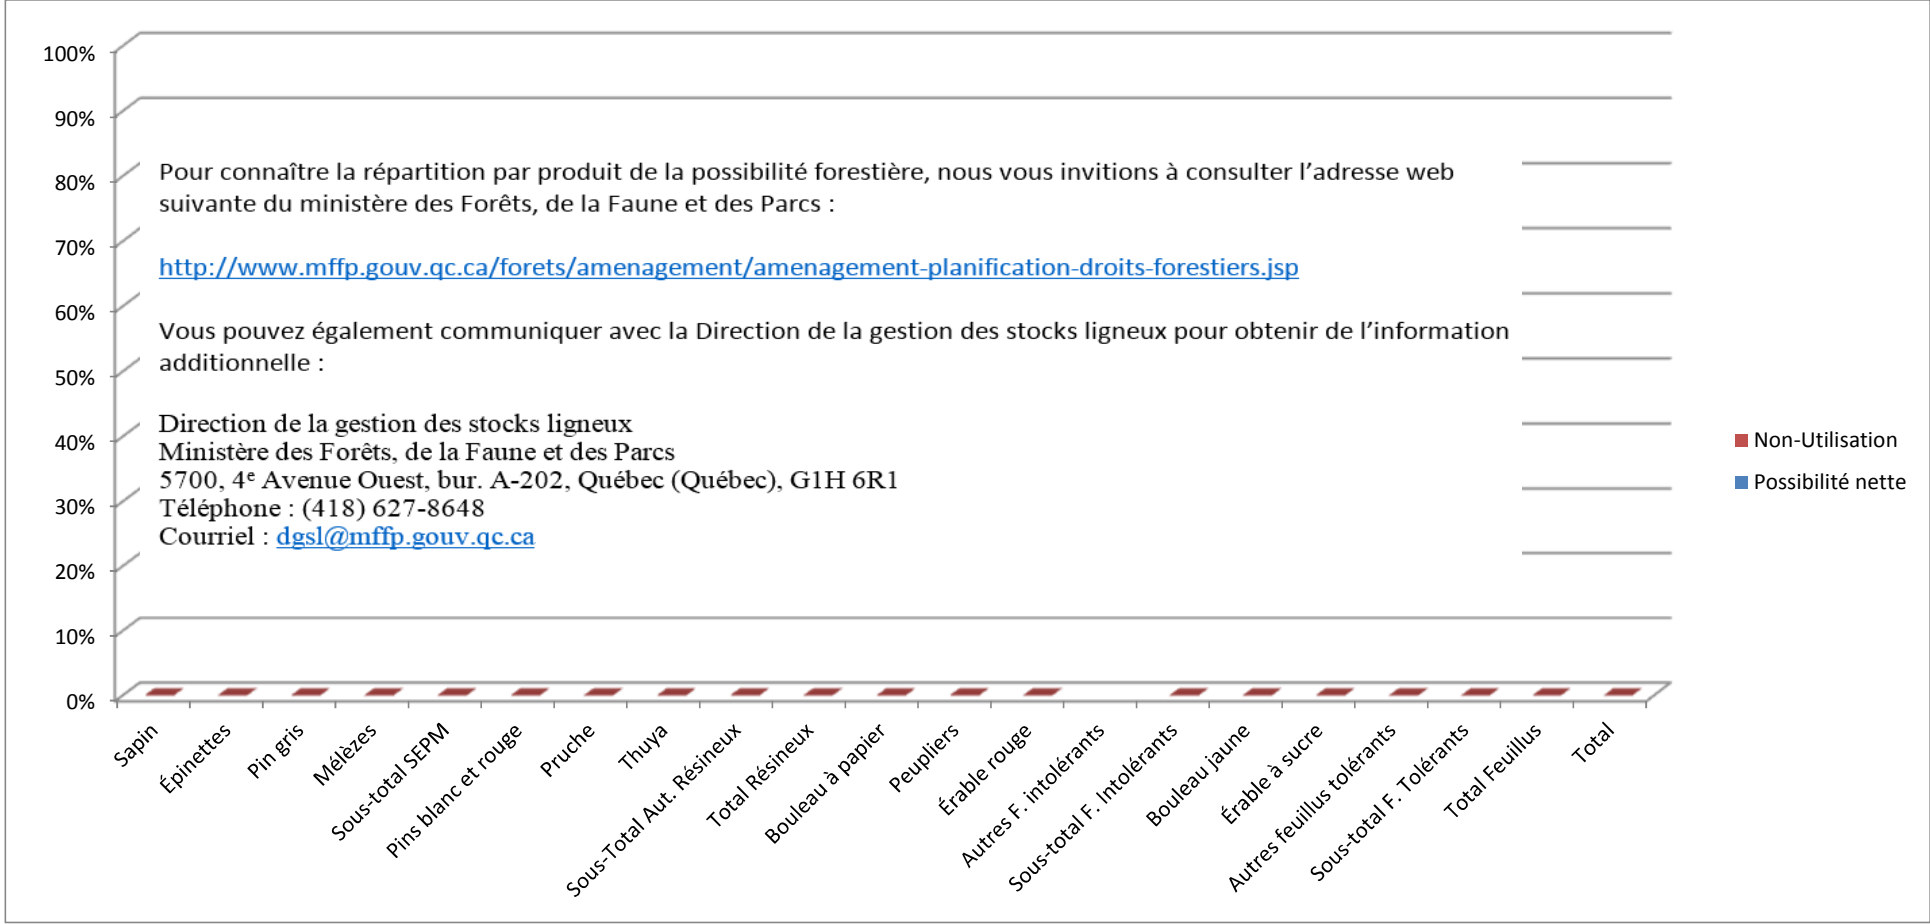 100%
90%
80%
70%
60%
50%
40%
30%
20%
10%
0%
Pour connaître la répartition par produit de la possibilité forestière, nous vous invitions à consulter l’adresse web
suivante du ministère des Forêts, de la Faune et des Parcs :
http://www.mffp.gouv.qc.ca/forets/amenagement/amenagement-planification-droits-forestiers.jsp
Vous pouvez également communiquer avec la Direction de la gestion des stocks ligneux pour obtenir de l’information
additionnelle :
Direction de la gestion des stocks ligneux
Ministère des Forêts, de la Faune et des Parcs
5700, 4e Avenue Ouest, bur. A-202, Québec (Québec), G1H 6R1
Téléphone : (418) 627-8648
Courriel : dgsl@mffp.gouv.qc.ca
Non-Utilisation
Possibilité nette
Sapin
Épinettes
Pin gris
Mélèzes
Sous-total SEPM
Pins blanc et rouge
Pruche
Thuya
Sous-Total Aut. Résineux
Total Résineux
Bouleau à papier
Peupliers
Érable rouge
Autres F. intolérants
Sous-total F. Intolérants
Bouleau jaune
Érable à sucre
Autres feuillus tolérants
Sous-total F. Tolérants
Total Feuillus
Total